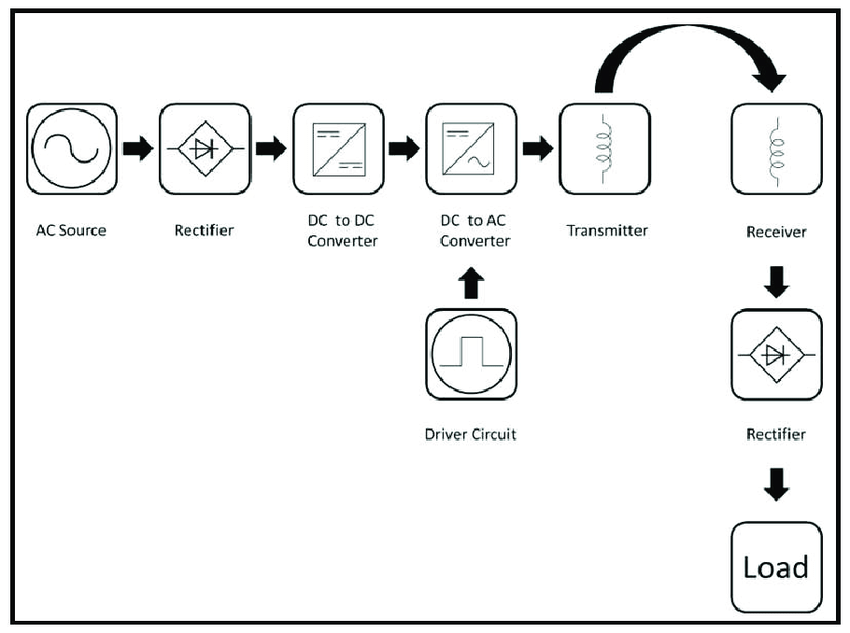 AC Source
Rectifier
DC to DC
Converter
DC to AC
Converter
Transmitter
Receiver
Driver Circuit
Rectifier
Load